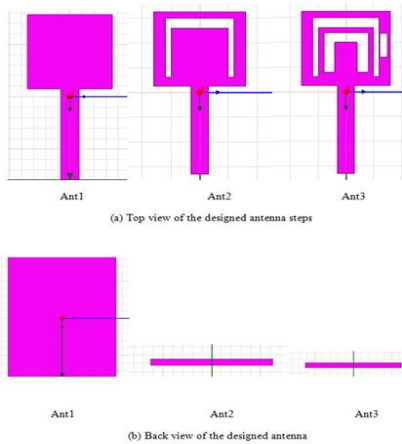 Ant1 Ant2 Ant3
(a) Top view of the designed antenna steps
Ant1 Ant2 Ant3
(b) Back view of the designed antenna